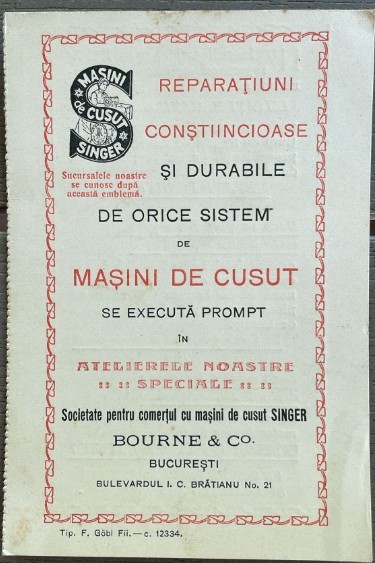 MAȘINI
de CUSUT
SINGER
Sucursalele noastre
se cunosc după
această emblemă.
REPARAȚIUNI
CONȘTIINCIOASE
ȘI DURABILE
DE ORICE SISTEM
DE
MAȘINI DE CUSUT
SE EXECUTĂ PROMPT
ÎN
ATELIERELE NOASTRE
:: :: SPECIALE :: ::
Societate pentru comerțul cu mașini de cusut SINGER
BOURNE & Co.
BUCUREȘTI
BULEVARDUL I. C. BRĂTIANU No. 21
Tip. F. Göbl Fii.— c. 12334.